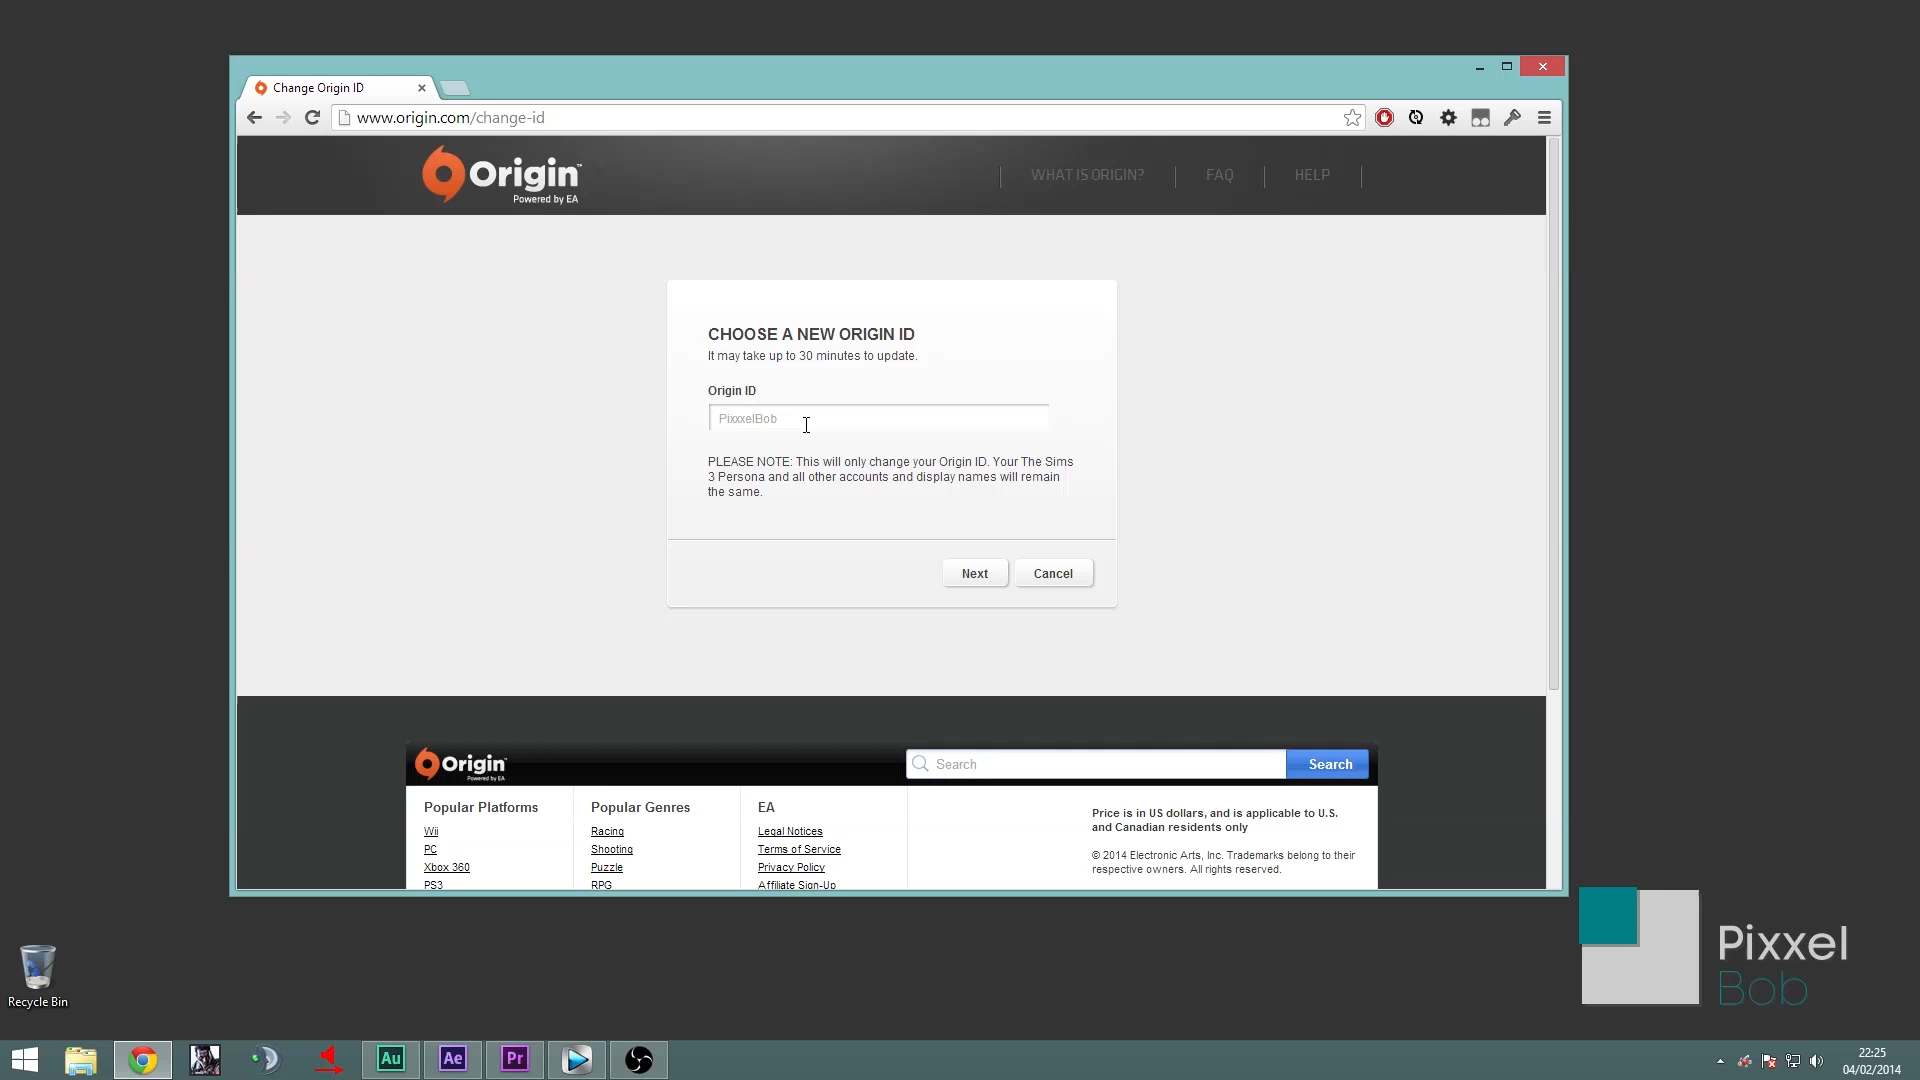 Change Origin ID
www.origin.com/change-id
Origin™
Powered by EA
WHAT IS ORIGIN?
FAQ
HELP
CHOOSE A NEW ORIGIN ID
It may take up to 30 minutes to update.
Origin ID
PixxxelBob
PLEASE NOTE: This will only change your Origin ID. Your The Sims
3 Persona and all other accounts and display names will remain
the same.
Next
Cancel
Origin™
Powered by EA
Search
Search
Popular Platforms
Wii
PC
Xbox 360
PS3
Popular Genres
Racing
Shooting
Puzzle
RPG
EA
Legal Notices
Terms of Service
Privacy Policy
Affiliate Sign-Up
Price is in US dollars, and is applicable to U.S.
and Canadian residents only
© 2014 Electronic Arts, Inc. Trademarks belong to their
respective owners. All rights reserved.
Pixxel
Bob
Recycle Bin
Au
Ae
Pr
22:25
04/02/2014